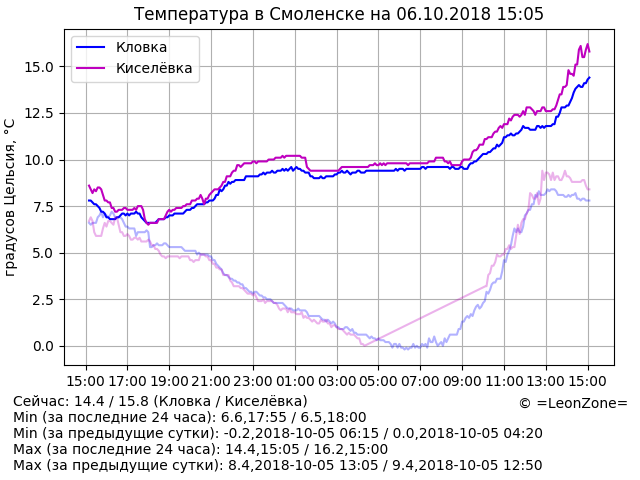 Температура в Смоленске на 06.10.2018 15:05
градусов Цельсия, °C
Кловка
Киселёвка
15.0
12.5
10.0
7.5
5.0
2.5
0.0
15:00 17:00 19:00 21:00 23:00 01:00 03:00 05:00 07:00 09:00 11:00 13:00 15:00
Сейчас: 14.4 / 15.8 (Кловка / Киселёвка)
© =LeonZone=
Min (за последние 24 часа): 6.6,17:55 / 6.5,18:00
Min (за предыдущие сутки): -0.2,2018-10-05 06:15 / 0.0,2018-10-05 04:20
Max (за последние 24 часа): 14.4,15:05 / 16.2,15:00
Max (за предыдущие сутки): 8.4,2018-10-05 13:05 / 9.4,2018-10-05 12:50